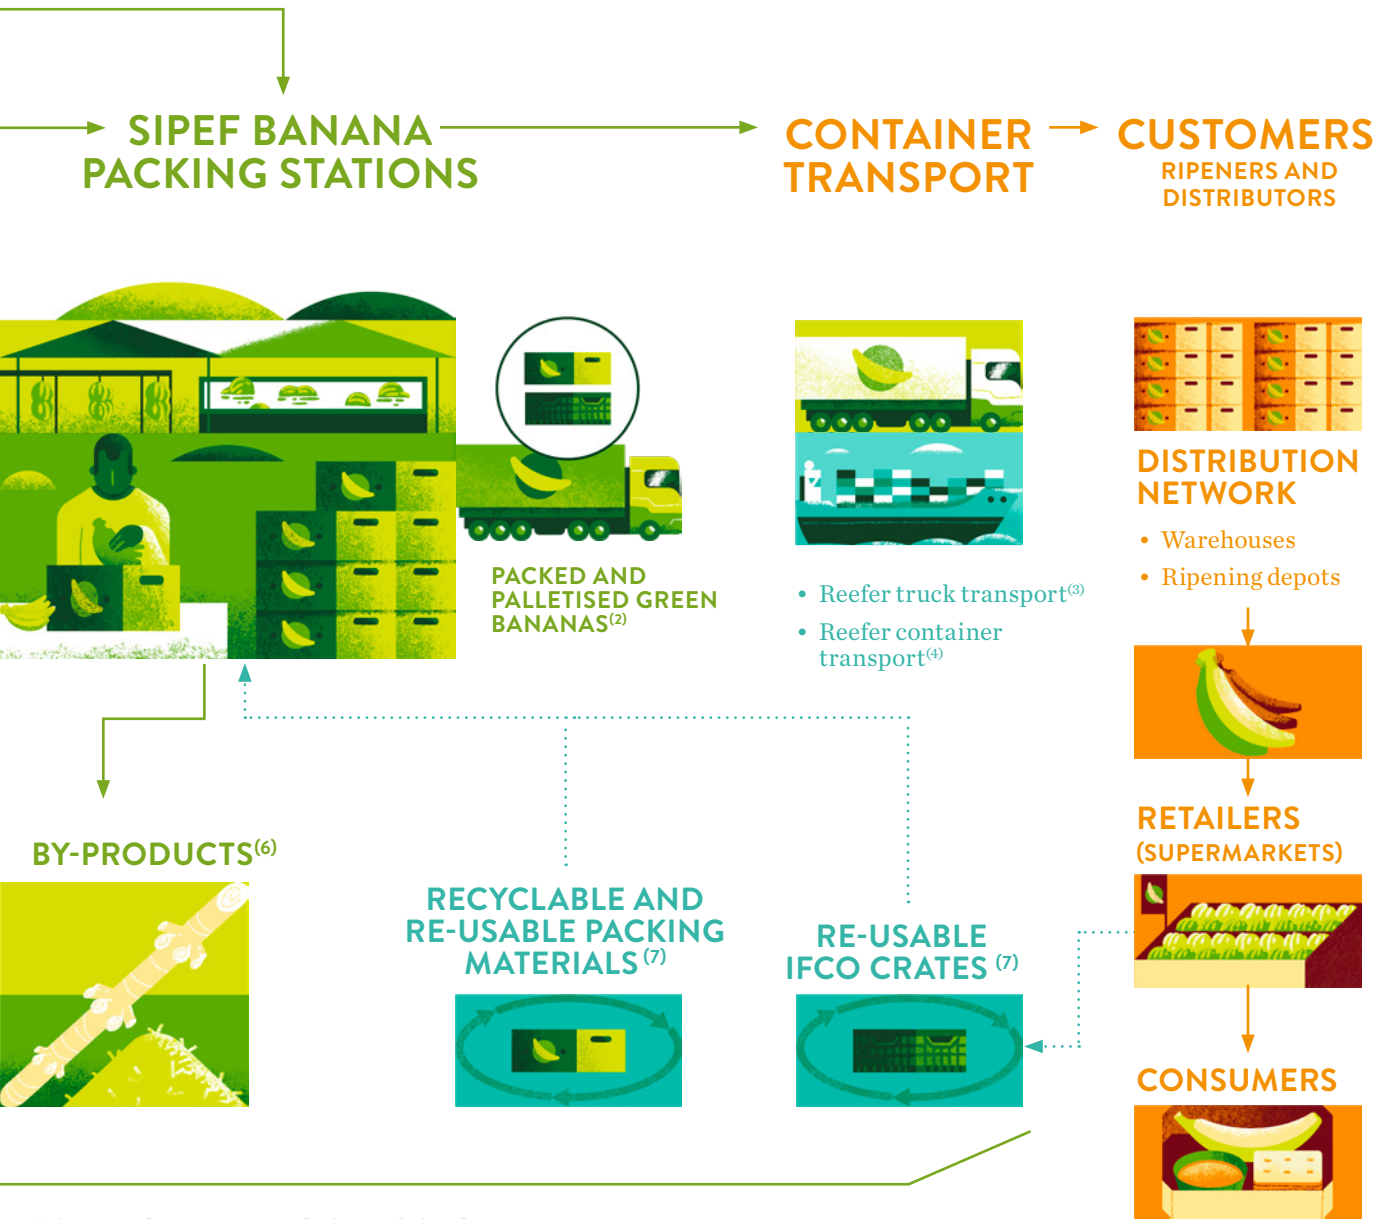 SIPEF BANANA
PACKING STATIONS
CONTAINER
TRANSPORT
CUSTOMERS
RIPENERS AND
DISTRIBUTORS
PACKED AND
PALLETISED GREEN
BANANAS(2)
• Reefer truck transport(3)
• Reefer container
transport(4)
DISTRIBUTION
NETWORK
• Warehouses
• Ripening depots
RETAILERS
(SUPERMARKETS)
BY-PRODUCTS(6)
RECYCLABLE AND
RE-USABLE PACKING
MATERIALS (7)
RE-USABLE
IFCO CRATES (7)
CONSUMERS